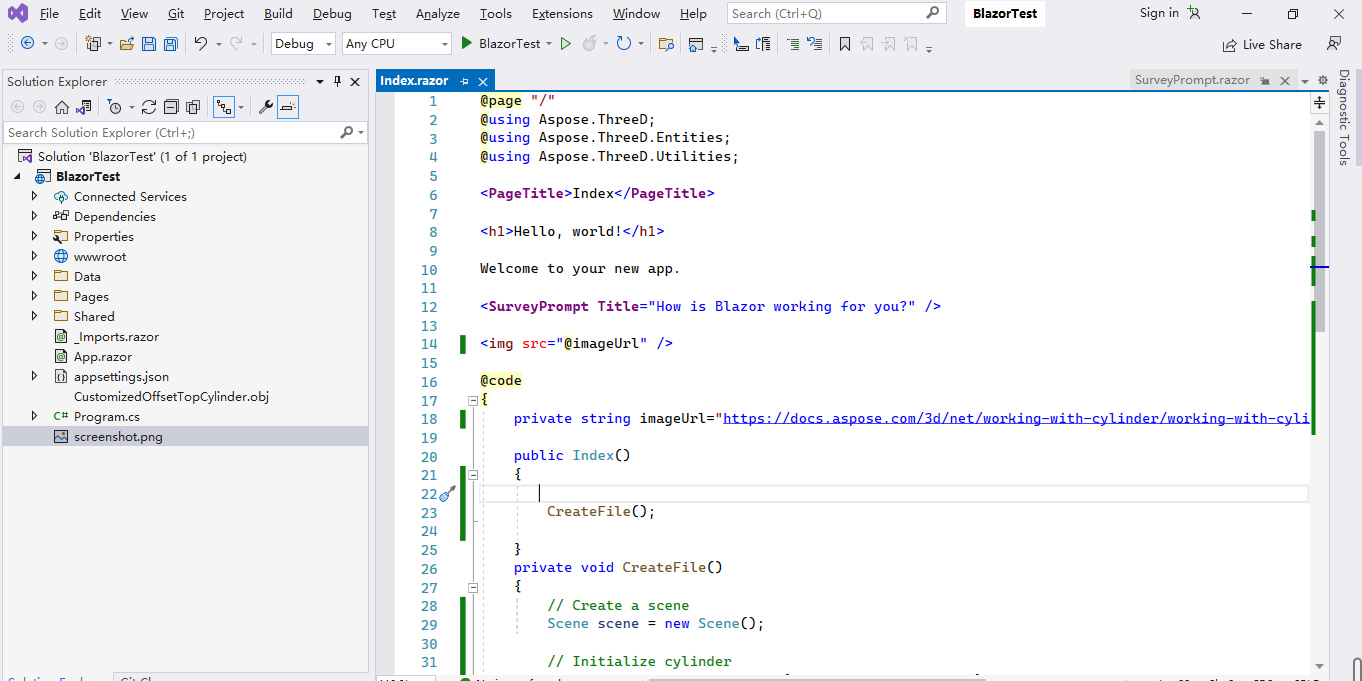 File Edit View Git Project Build Debug Test Analyze Tools Extensions Window Help Search (Ctrl+Q) BlazorTest Sign in
Debug Any CPU BlazorTest Live Share
Solution Explorer
Search Solution Explorer (Ctrl+;)
Solution 'BlazorTest' (1 of 1 project)
BlazorTest
Connected Services
Dependencies
Properties
wwwroot
Data
Pages
Shared
_Imports.razor
App.razor
appsettings.json
CustomizedOffsetTopCylinder.obj
C# Program.cs
screenshot.png
Index.razor SurveyPrompt.razor
1 @page "/"
2 @using Aspose.ThreeD;
3 @using Aspose.ThreeD.Entities;
4 @using Aspose.ThreeD.Utilities;
5
6 <PageTitle>Index</PageTitle>
7
8 <h1>Hello, world!</h1>
9
10 Welcome to your new app.
11
12 <SurveyPrompt Title="How is Blazor working for you?" />
13
14 <img src="@imageUrl" />
15
16 @code
17 {
18 private string imageUrl="https://docs.aspose.com/3d/net/working-with-cylinder/working-with-cyli
19
20 public Index()
21 {
22
23 CreateFile();
24
25 }
26 private void CreateFile()
27 {
28 // Create a scene
29 Scene scene = new Scene();
30
31 // Initialize cylinder
Diagnostic Tools